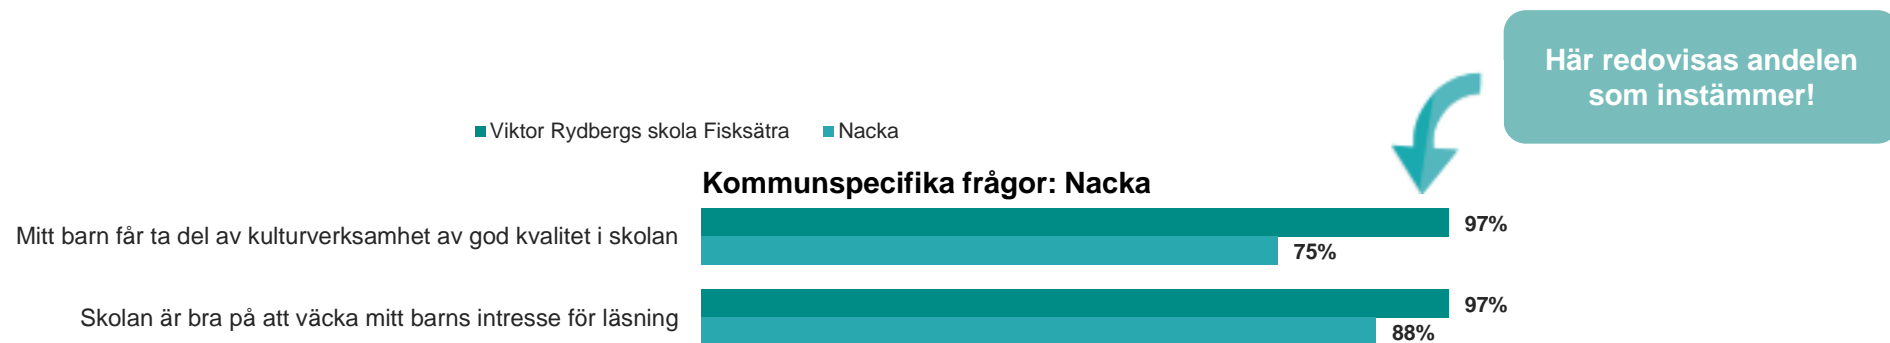 Här redovisas andelen
som instämmer!
Viktor Rydbergs skola Fisksätra Nacka
Kommunspecifika frågor: Nacka
Mitt barn får ta del av kulturverksamhet av god kvalitet i skolan
97%
75%
Skolan är bra på att väcka mitt barns intresse för läsning
97%
88%